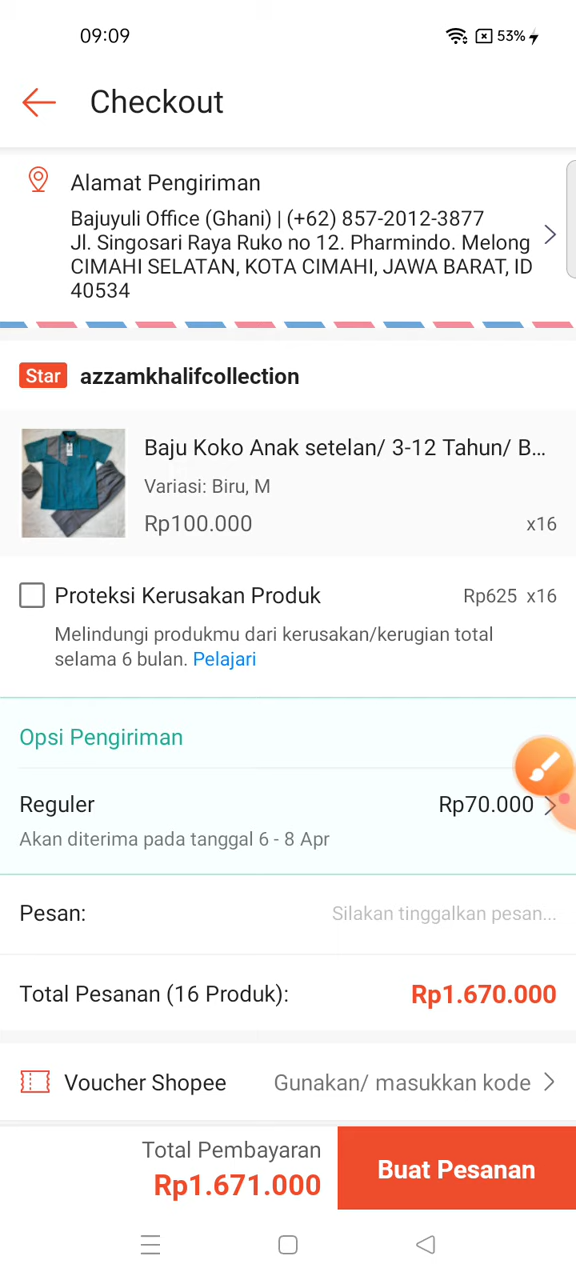 09:09
53%
Checkout
Alamat Pengiriman
Bajuyuli Office (Ghani) | (+62) 857-2012-3877
Jl. Singosari Raya Ruko no 12. Pharmindo. Melong
CIMAHI SELATAN, KOTA CIMAHI, JAWA BARAT, ID
40534
Star azzamkhalifcollection
Baju Koko Anak setelan/ 3-12 Tahun/ B...
Variasi: Biru, M
Rp100.000 x16
Proteksi Kerusakan Produk Rp625 x16
Melindungi produkmu dari kerusakan/kerugian total
selama 6 bulan. Pelajari
Opsi Pengiriman
Reguler Rp70.000
Akan diterima pada tanggal 6 - 8 Apr
Pesan: Silakan tinggalkan pesan...
Total Pesanan (16 Produk): Rp1.670.000
Voucher Shopee Gunakan/ masukkan kode
Total Pembayaran
Rp1.671.000
Buat Pesanan